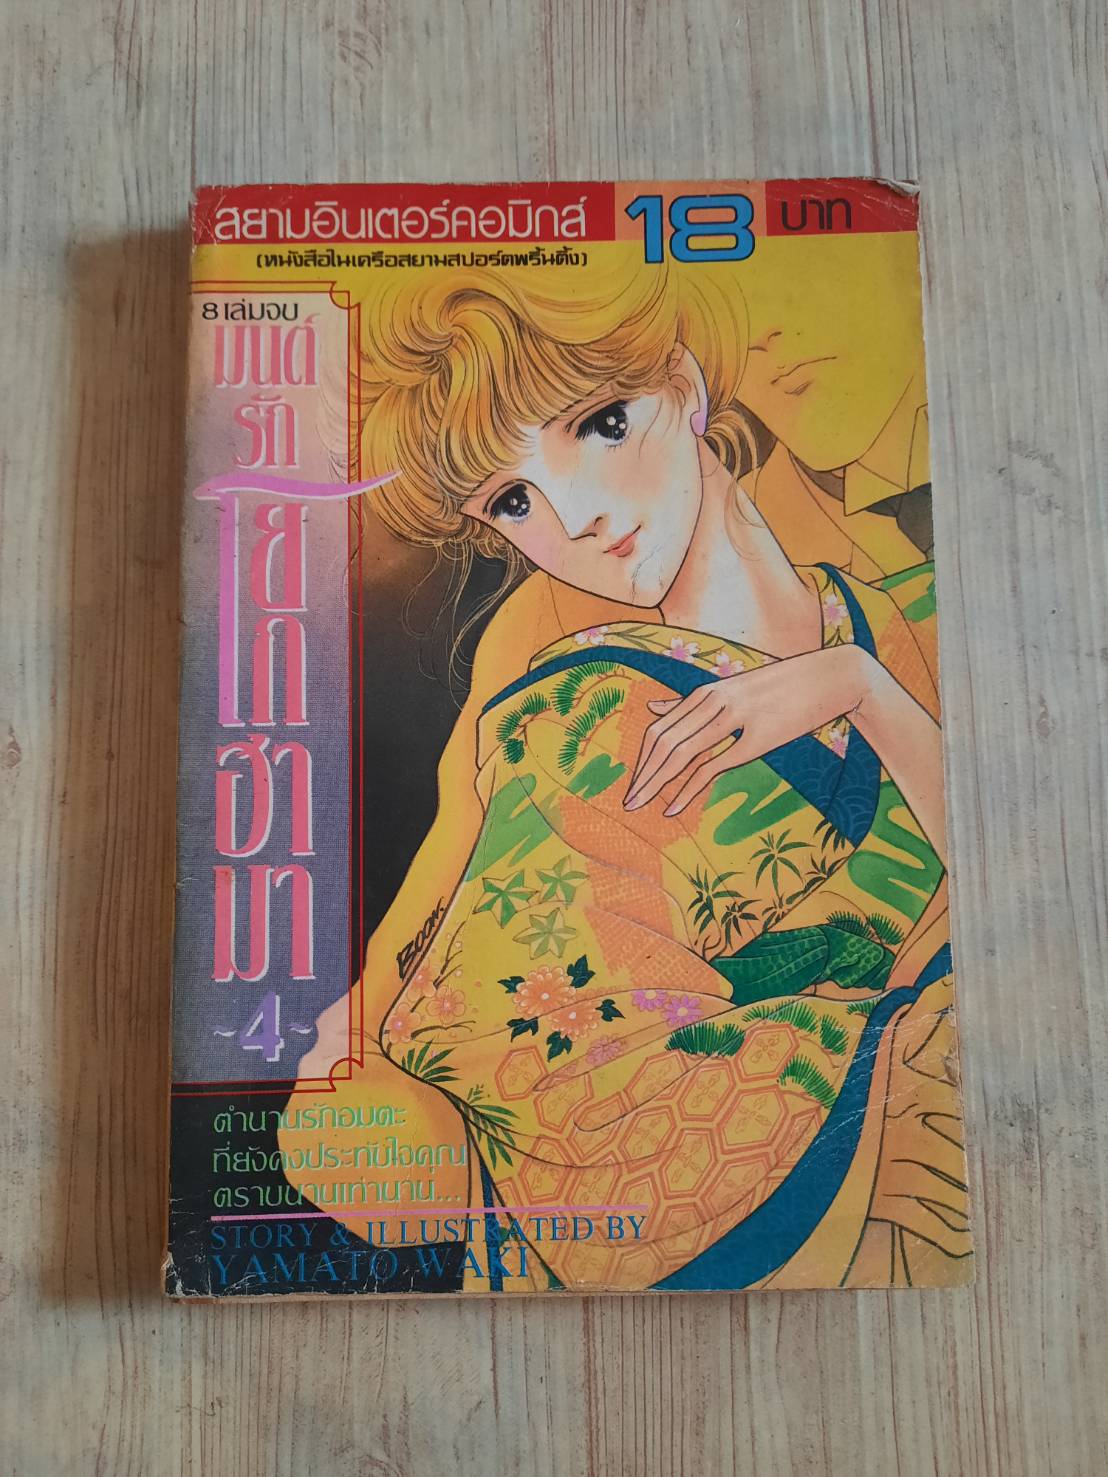 สยามอินเตอร์คอมิกส์ 18 บาท
(หนังสือในเครือสยามสปอร์ตพริ้นติ้ง)
8 เล่มจบ
มนต์
รัก
โยโกฮามา
~4~
BOON.
ตำนานรักอมตะ
ที่ยังคงประทับใจคุณ
ตราบนานเท่านาน...
STORY & ILLUSTRATED BY
YAMATO WAKI